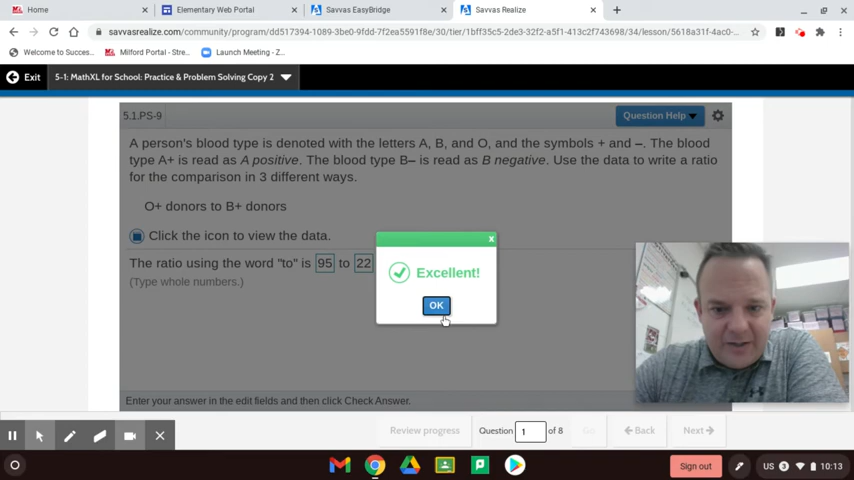 Home
Elementary Web Portal
Savvas EasyBridge
Savvas Realize
savvasrealize.com/community/program/dd517394-1089-3be0-9fdd-7f2ea5591f8e/30/tier/1bff35c5-2de3-32f2-a5f1-413c2f743698/34/lesson/5618a31f-4ac0-...
Welcome to Succes...
Milford Portal - Stre...
Launch Meeting - Z...
Exit
5-1: MathXL for School: Practice & Problem Solving Copy 2
5.1.PS-9
Question Help
A person's blood type is denoted with the letters A, B, and O, and the symbols + and –. The blood
type A+ is read as A positive. The blood type B– is read as B negative. Use the data to write a ratio
for the comparison in 3 different ways.
O+ donors to B+ donors
Click the icon to view the data.
The ratio using the word "to" is 95 to 22
(Type whole numbers.)
x
Excellent!
OK
Enter your answer in the edit fields and then click Check Answer.
Review progress
Question 1 of 8
Go
Back
Next
Sign out
US
3
10:13